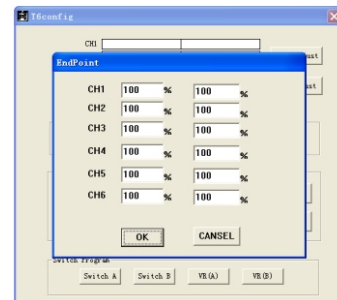 T6config
CH1
EndPoint
CH1 100 % 100 %
CH2 100 % 100 %
CH3 100 % 100 %
CH4 100 % 100 %
CH5 100 % 100 %
CH6 100 % 100 %
OK CANSEL
Switch Program
Switch A Switch B VR(A) VR(B)